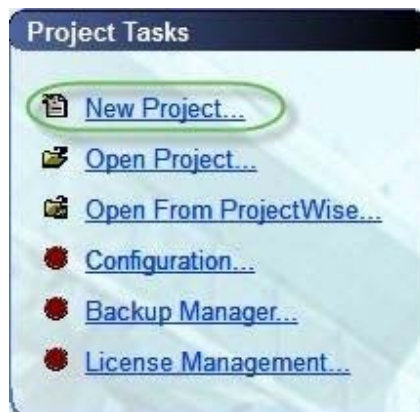 Project Tasks
New Project...
Open Project...
Open From ProjectWise...
Configuration...
Backup Manager...
License Management...